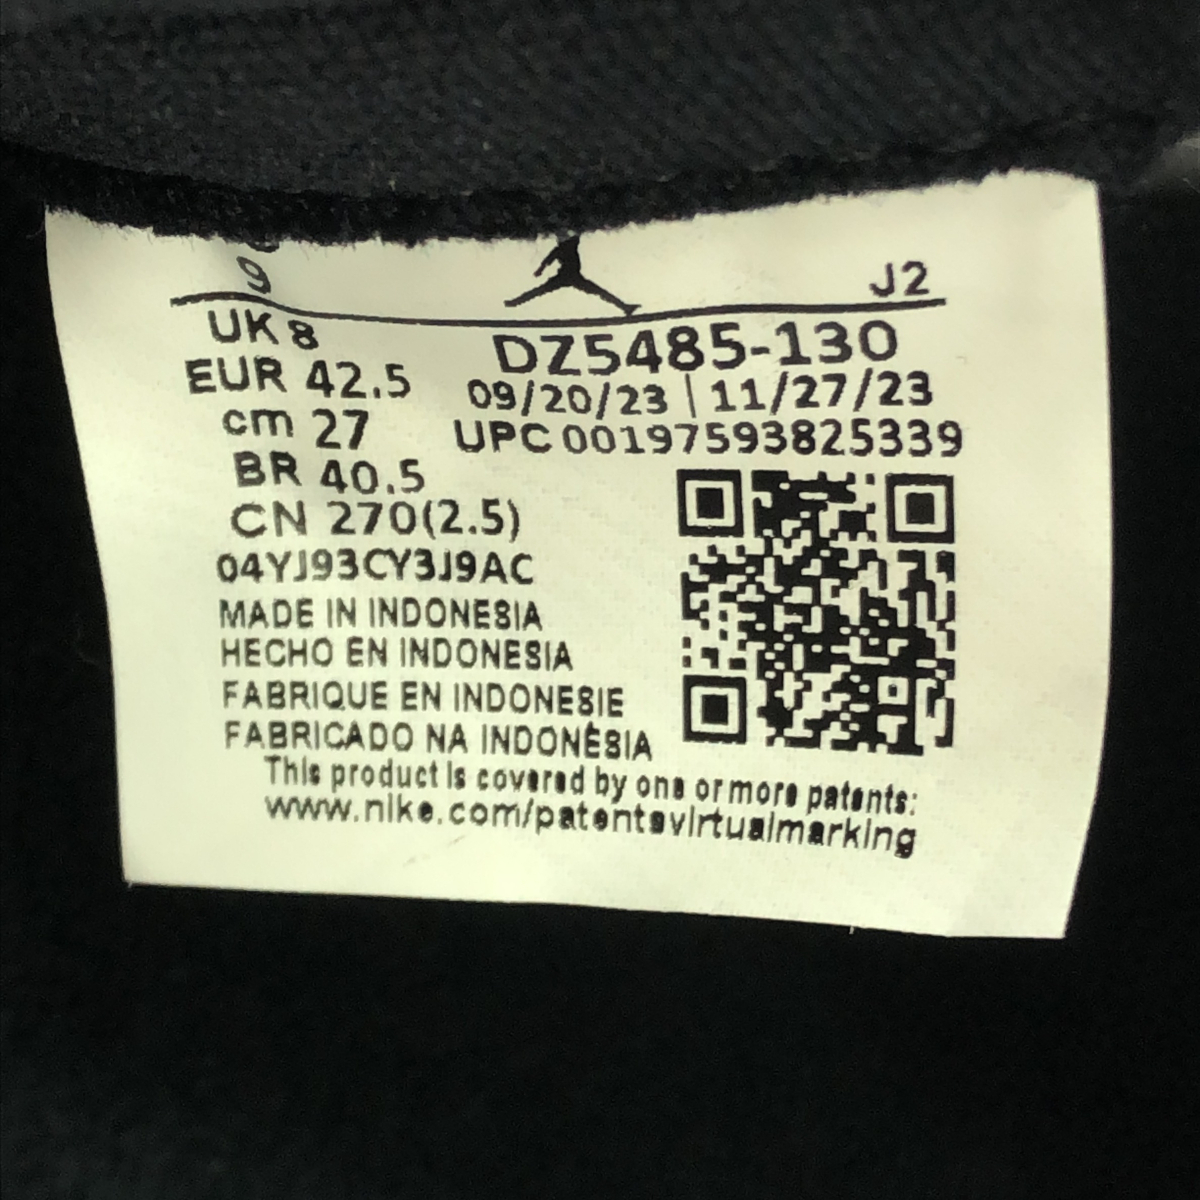 9
J2
UK 8
DZ5485-130
EUR 42.5
09/20/23 | 11/27/23
cm 27
UPC 00197593825339
BR 40.5
CN 270(2.5)
04YJ93CY3J9AC
MADE IN INDONESIA
HECHO EN INDONESIA
FABRIQUE EN INDONESIE
FABRICADO NA INDONÉSIA
This product is covered by one or more patents:
www.nike.com/patentsvirtualmarking